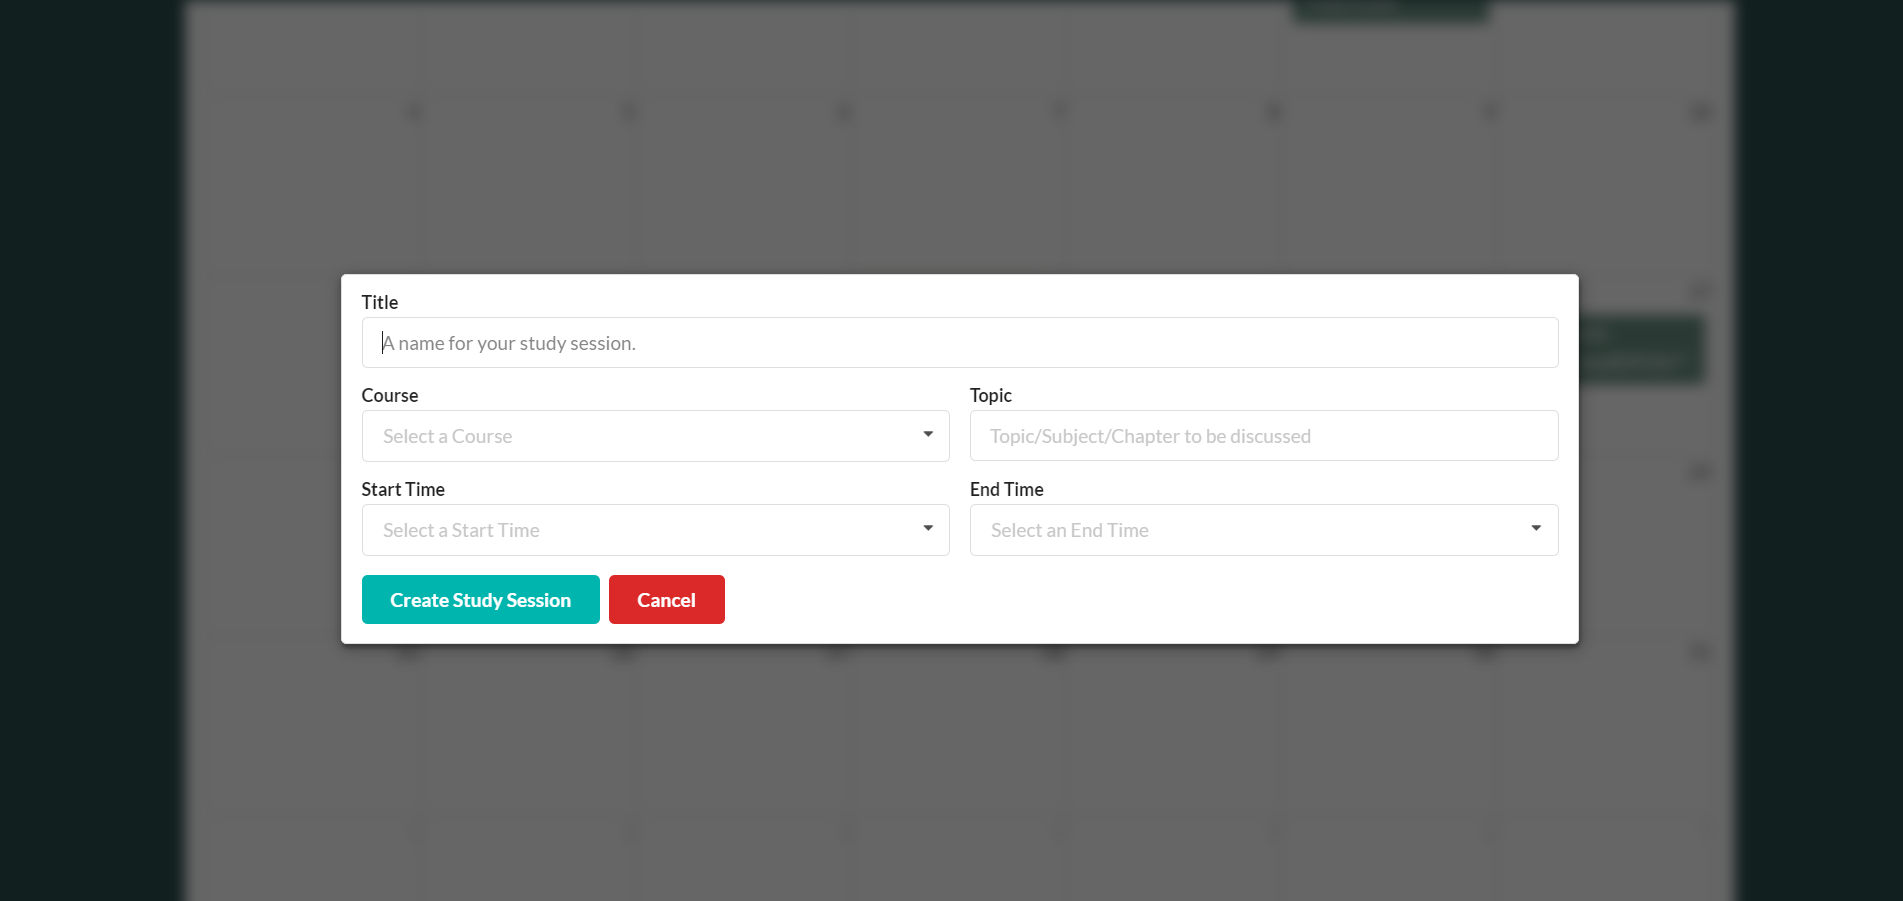 Title
A name for your study session.
Course
Topic
Select a Course
Topic/Subject/Chapter to be discussed
Start Time
End Time
Select a Start Time
Select an End Time
Create Study Session
Cancel